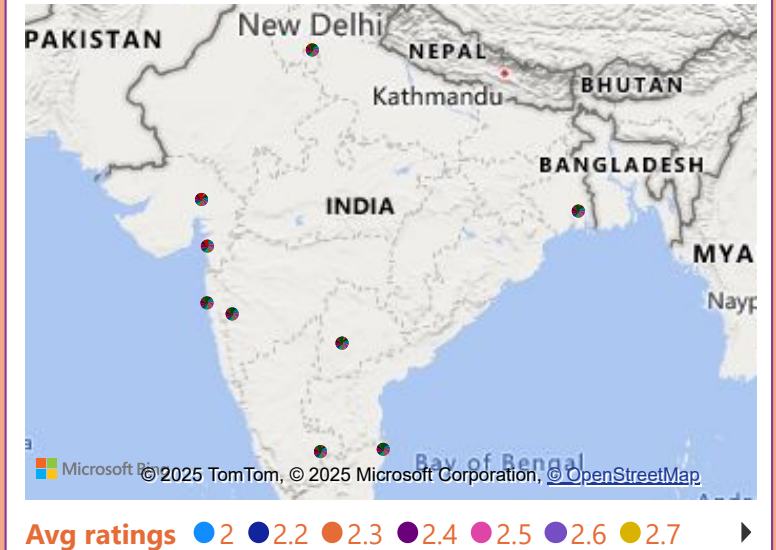 New Delhi
PAKISTAN
NEPAL
BHUTAN
Kathmandu
BANGLADESH
INDIA
MYA
Nayp
a
Bay of Bengal
Microsoft Bing
© 2025 TomTom, © 2025 Microsoft Corporation, © OpenStreetMap
Avg ratings 2 2.2 2.3 2.4 2.5 2.6 2.7